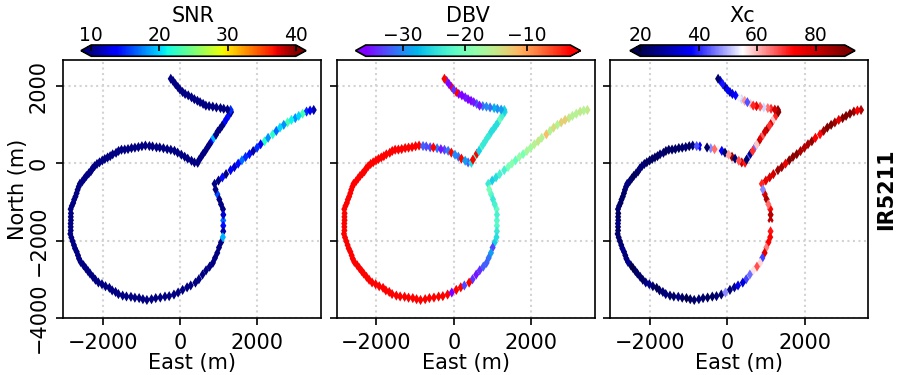 SNR DBV Xc
10 20 30 40 −30 −20 −10 20 40 60 80
2000
0
−2000
−4000
North (m)
−2000 0 2000 −2000 0 2000 −2000 0 2000
East (m) East (m) East (m)
IR5211